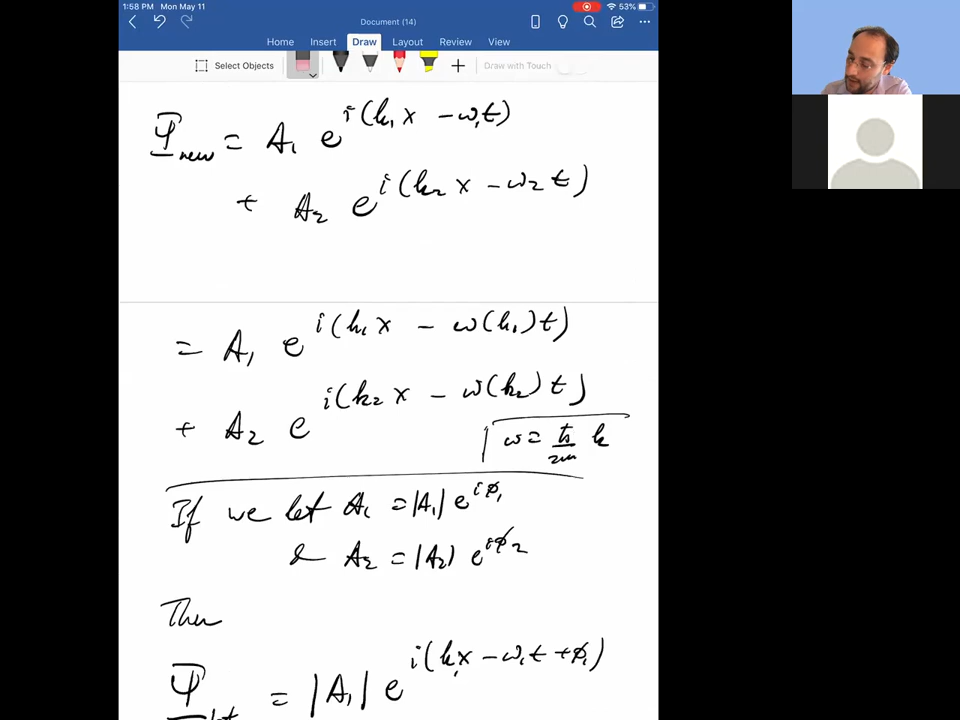 1:58 PM Mon May 11
53%
Document (14)
Home Insert Draw Layout Review View
Select Objects
Draw with Touch
Ψnew = A₁ e^{i(k₁x − ω₁t)}
+ A₂ e^{i(k₂x − ω₂t)}
= A₁ e^{i(k₁x − ω(k₁)t)}
+ A₂ e^{i(k₂x − ω(k₂)t)}
ω = ℏ/2m k
If we let A₁ = |A₁| e^{iϕ₁}
& A₂ = |A₂| e^{iϕ₂}
Then
Ψ = |A₁| e^{i(k₁x − ω₁t + ϕ₁)}